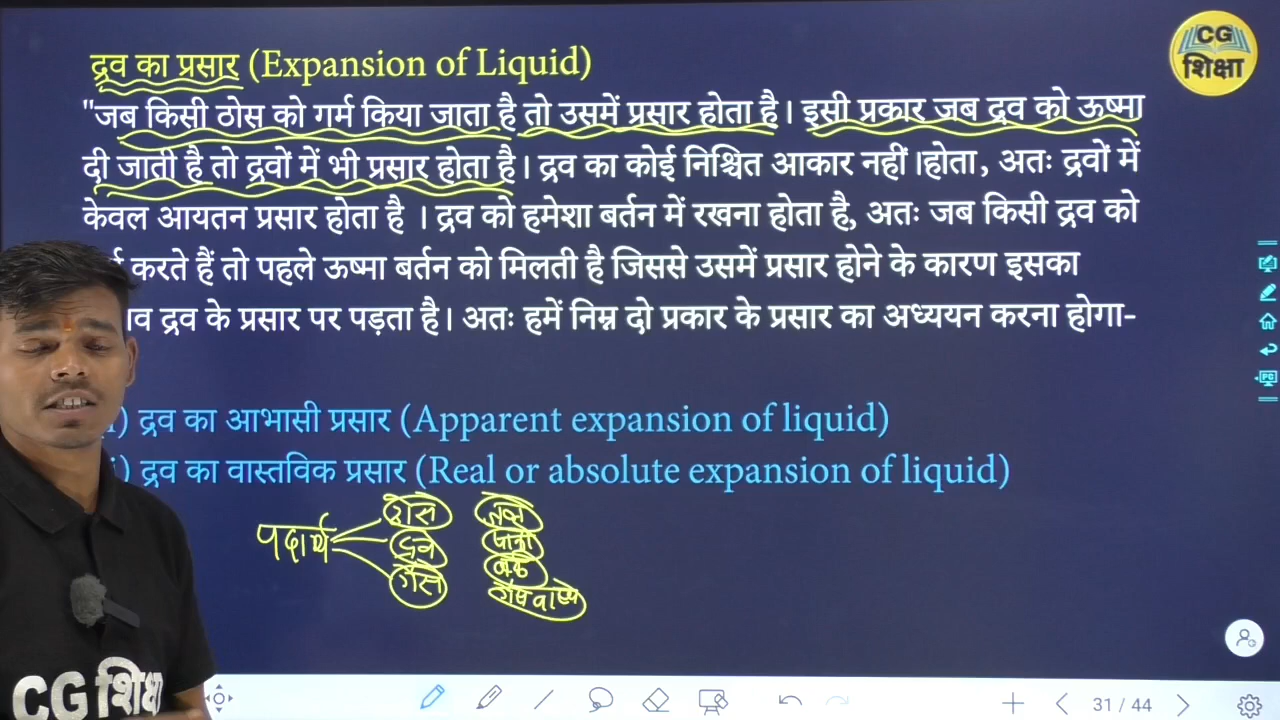 CG
शिक्षा
द्रव का प्रसार (Expansion of Liquid)
"जब किसी ठोस को गर्म किया जाता है तो उसमें प्रसार होता है। इसी प्रकार जब द्रव को ऊष्मा
दी जाती है तो द्रवों में भी प्रसार होता है। द्रव का कोई निश्चित आकार नहीं।होता, अतः द्रवों में
केवल आयतन प्रसार होता है । द्रव को हमेशा बर्तन में रखना होता है, अतः जब किसी द्रव को
करते हैं तो पहले ऊष्मा बर्तन को मिलती है जिससे उसमें प्रसार होने के कारण इसका
द्रव के प्रसार पर पड़ता है। अतः हमें निम्न दो प्रकार के प्रसार का अध्ययन करना होगा-
) द्रव का आभासी प्रसार (Apparent expansion of liquid)
) द्रव का वास्तविक प्रसार (Real or absolute expansion of liquid)
पदार्थ
ठोस
द्रव
गैस
पानी
बर्फ
PC
31 / 44
CG शिक्षा